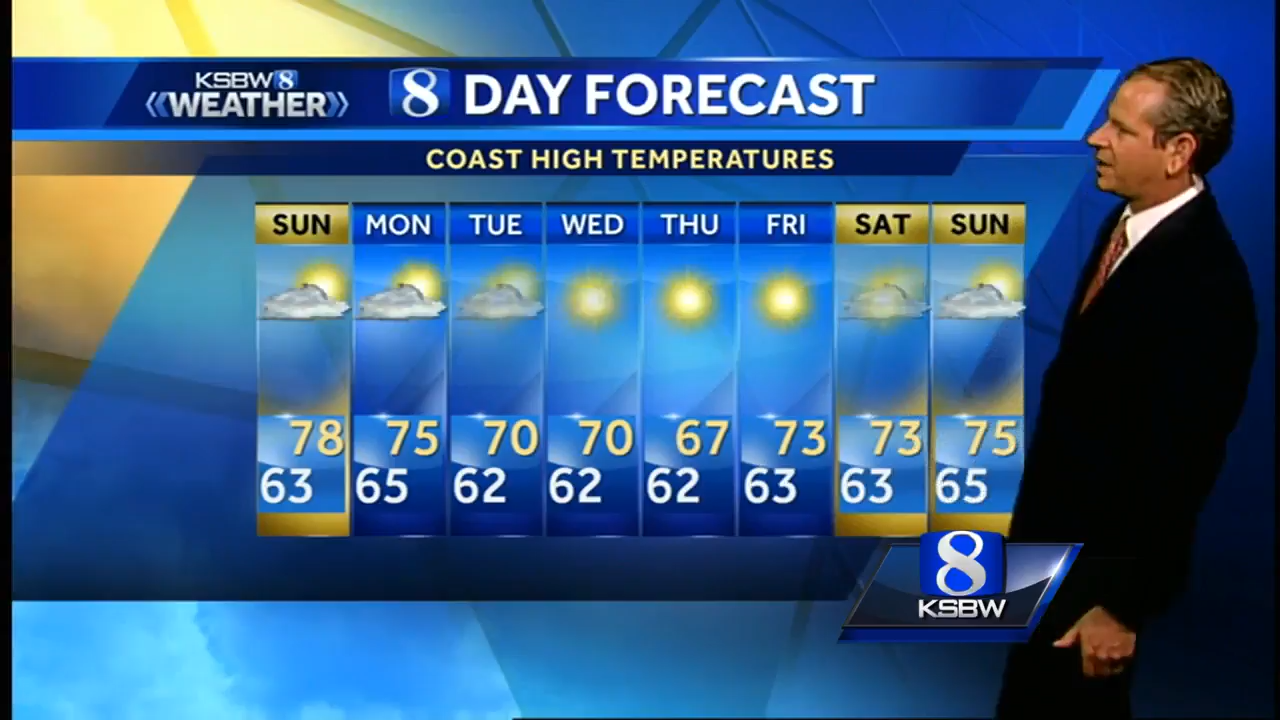 KSBW 8
WEATHER
8 DAY FORECAST
COAST HIGH TEMPERATURES
SUN MON TUE WED THU FRI SAT SUN
78 75 70 70 67 73 73 75
63 65 62 62 62 63 63 65
8
KSBW